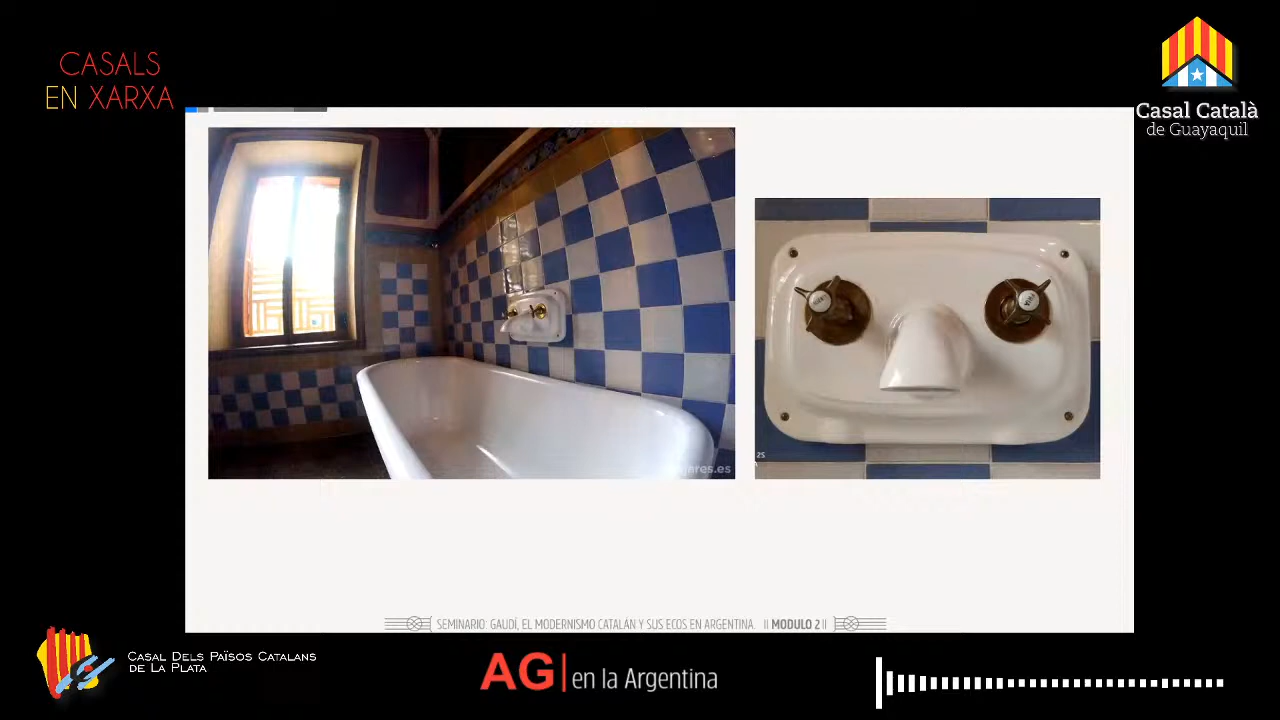 CASALS
EN XARXA
Casal Català
de Guayaquil
25
SEMINARIO: GAUDÍ, EL MODERNISMO CATALÁN Y SUS ECOS EN ARGENTINA. || MODULO 2 ||
CASAL DELS PAÏSOS CATALANS
DE LA PLATA
AG | en la Argentina